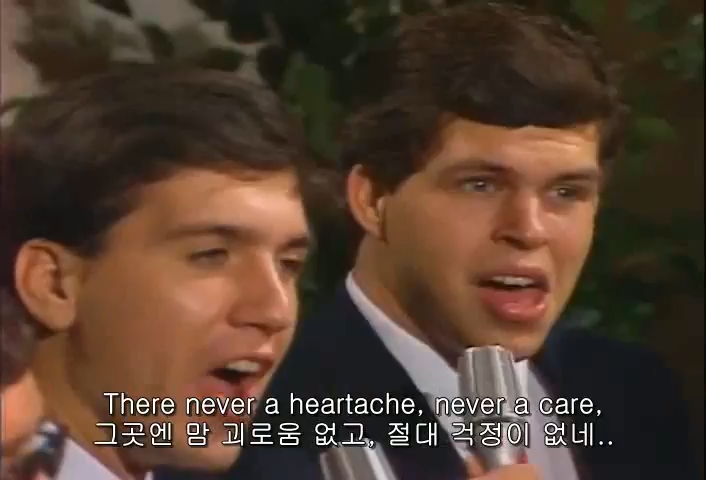 There never a heartache, never a care,
그곳엔 맘 괴로움 없고, 절대 걱정이 없네..